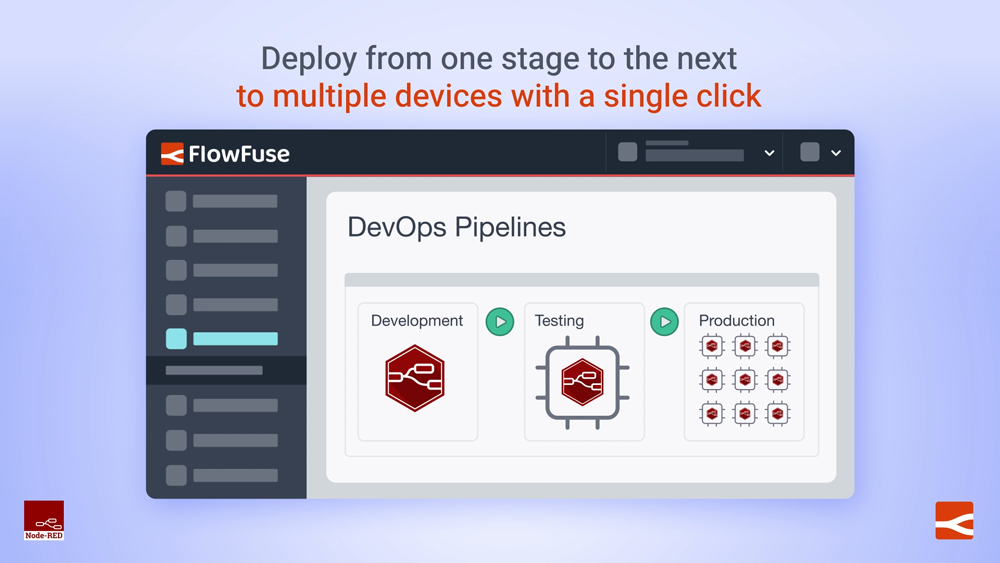 Deploy from one stage to the next
to multiple devices with a single click
FlowFuse
DevOps Pipelines
Development
Testing
Production
Node-RED